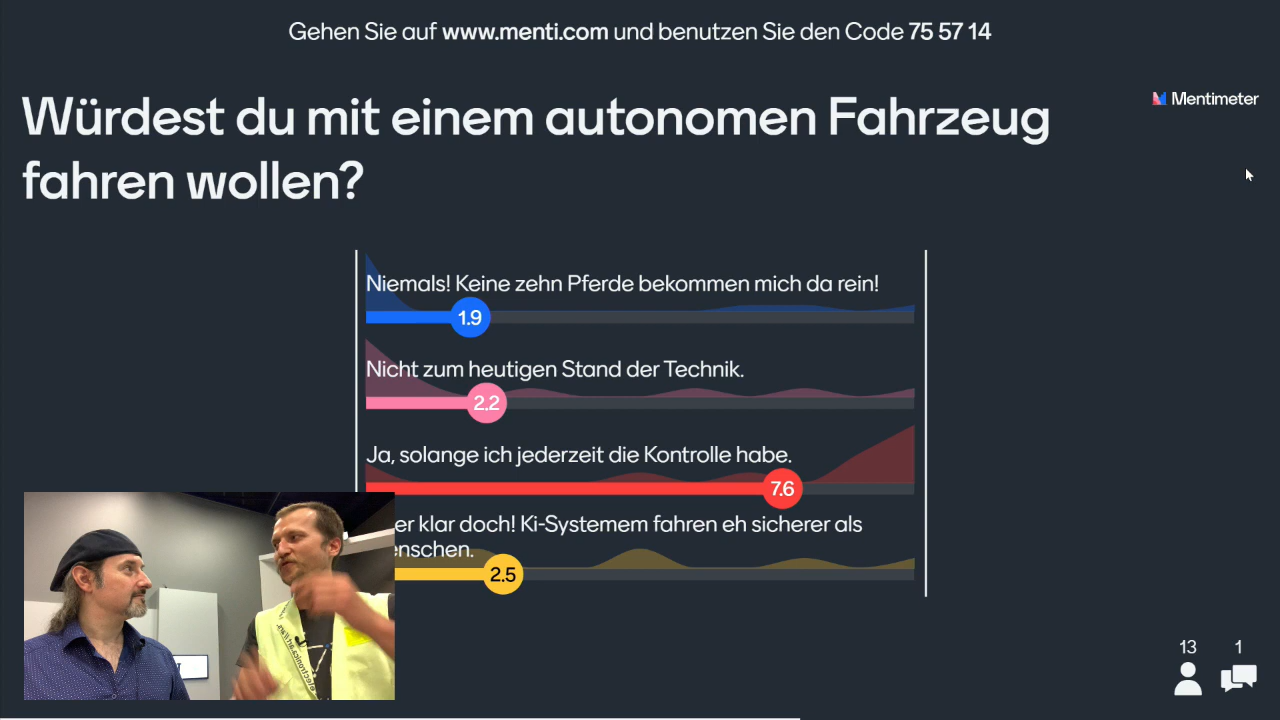 Gehen Sie auf www.menti.com und benutzen Sie den Code 75 57 14
Würdest du mit einem autonomen Fahrzeug
fahren wollen?
Mentimeter
Niemals! Keine zehn Pferde bekommen mich da rein!
1.9
Nicht zum heutigen Stand der Technik.
2.2
Ja, solange ich jederzeit die Kontrolle habe.
7.6
er klar doch! Ki-Systemem fahren eh sicherer als
enschen.
2.5
13 1